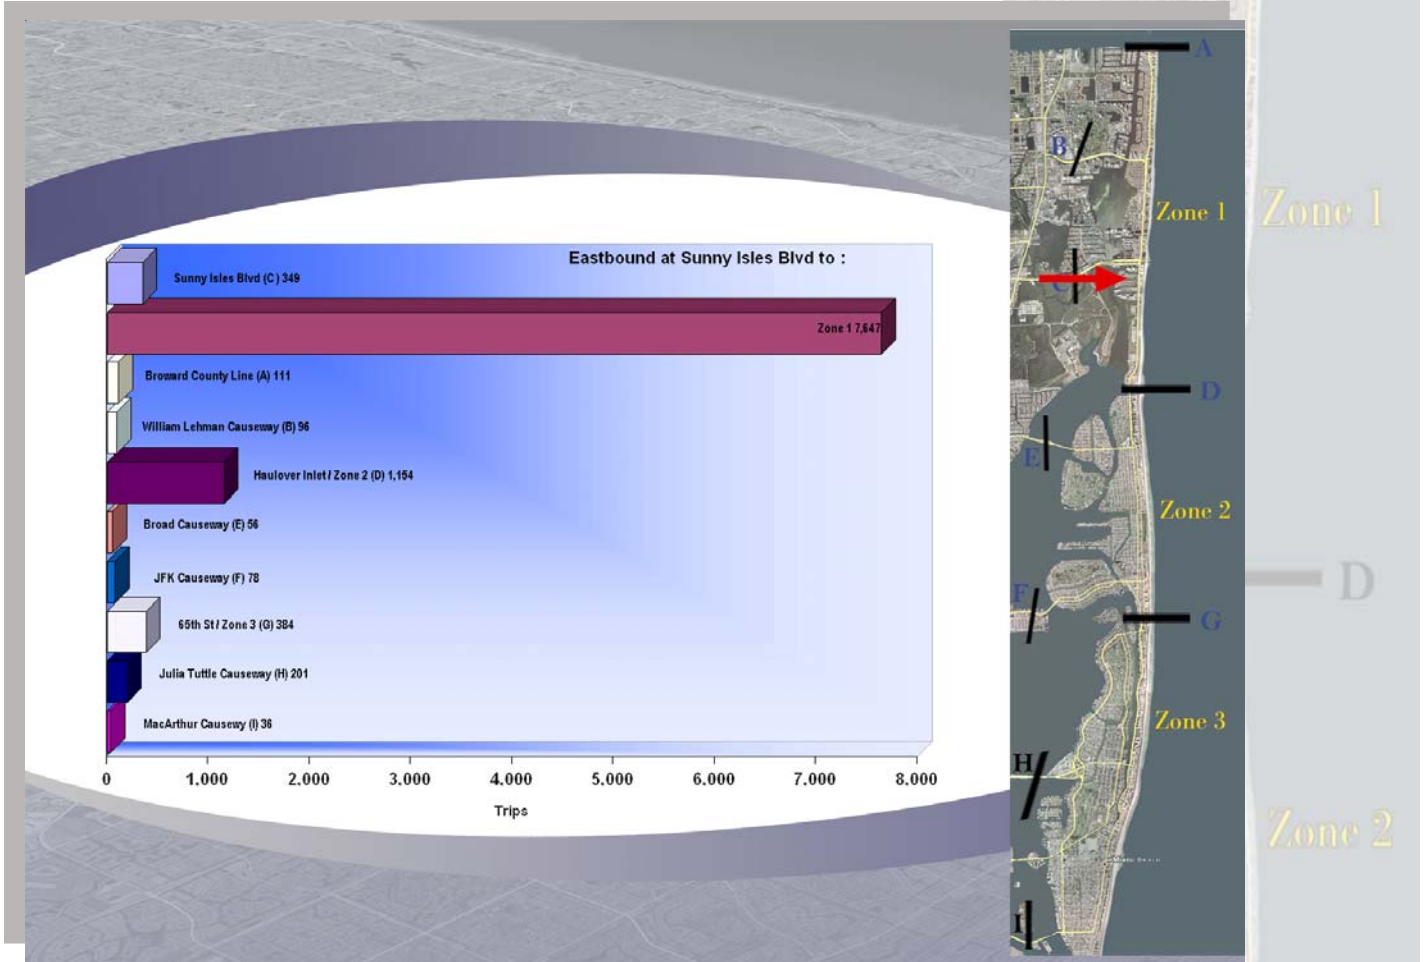 Eastbound at Sunny Isles Blvd to :
Sunny Isles Blvd (C ) 349
Zone 1 7,647
Broward County Line (A) 111
William Lehman Causeway (B) 96
Haulover Inlet / Zone 2 (D) 1,154
Broad Causeway (E) 56
JFK Causeway (F) 78
65th St / Zone 3 (G) 384
Julia Tuttle Causeway (H) 201
MacArthur Causewy (I) 36
0 1,000 2,000 3,000 4,000 5,000 6,000 7,000 8,000
Trips
A
B
Zone 1
C
D
E
Zone 2
F
G
Zone 3
H
I
Zone 1
D
Zone 2